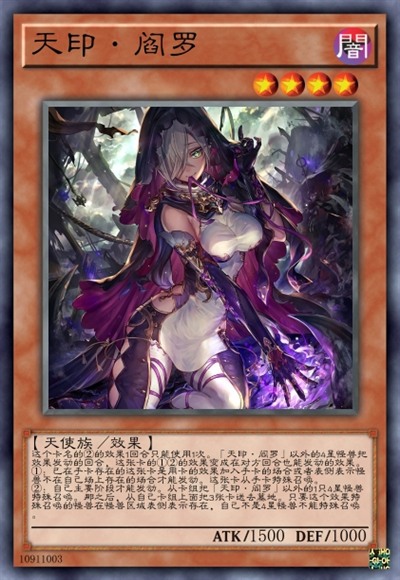 天印·阎罗
闇
【天使族／效果】
这个卡名的②的效果1回合只能使用1次。「天印·阎罗」以外的4星怪兽把
效果发动的回合，这张卡的①②的效果变成在对方回合也能发动的效果。
①：已在手卡存在的这张卡是用卡的效果加入手卡的场合或者表侧表示怪
兽不在自己场上存在的场合才能发动。这张卡从手卡特殊召唤。
②：自己主要阶段才能发动。从卡组把「天印·阎罗」以外的1只4星怪兽
特殊召唤。那之后，从自己卡组上面把3张卡送去墓地。只要这个效果特
殊召唤的怪兽在怪兽区域表侧表示存在，自己不是4星怪兽不能特殊召唤
。
ATK/1500 DEF/1000
10911003